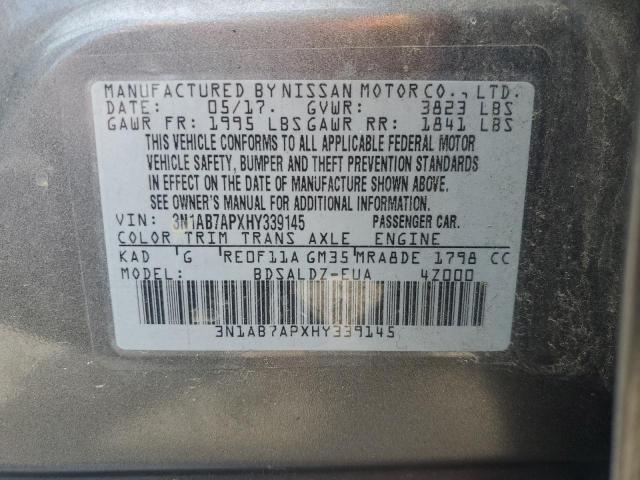 MANUFACTURED BY NISSAN MOTOR CO., LTD.
DATE: 05/17. GVWR: 3823 LBS
GAWR FR: 1995 LBS GAWR RR: 1841 LBS
THIS VEHICLE CONFORMS TO ALL APPLICABLE FEDERAL MOTOR
VEHICLE SAFETY, BUMPER AND THEFT PREVENTION STANDARDS
IN EFFECT ON THE DATE OF MANUFACTURE SHOWN ABOVE.
SEE OWNER'S MANUAL FOR ADDITIONAL INFORMATION.
VIN: 3N1AB7APXHY339145 PASSENGER CAR.
COLOR TRIM TRANS AXLE ENGINE
KAD G RE0F11A GM35 MRA8DE 1798 CC
MODEL: BDSALDZ-EUA 4Z000
3N1AB7APXHY339145